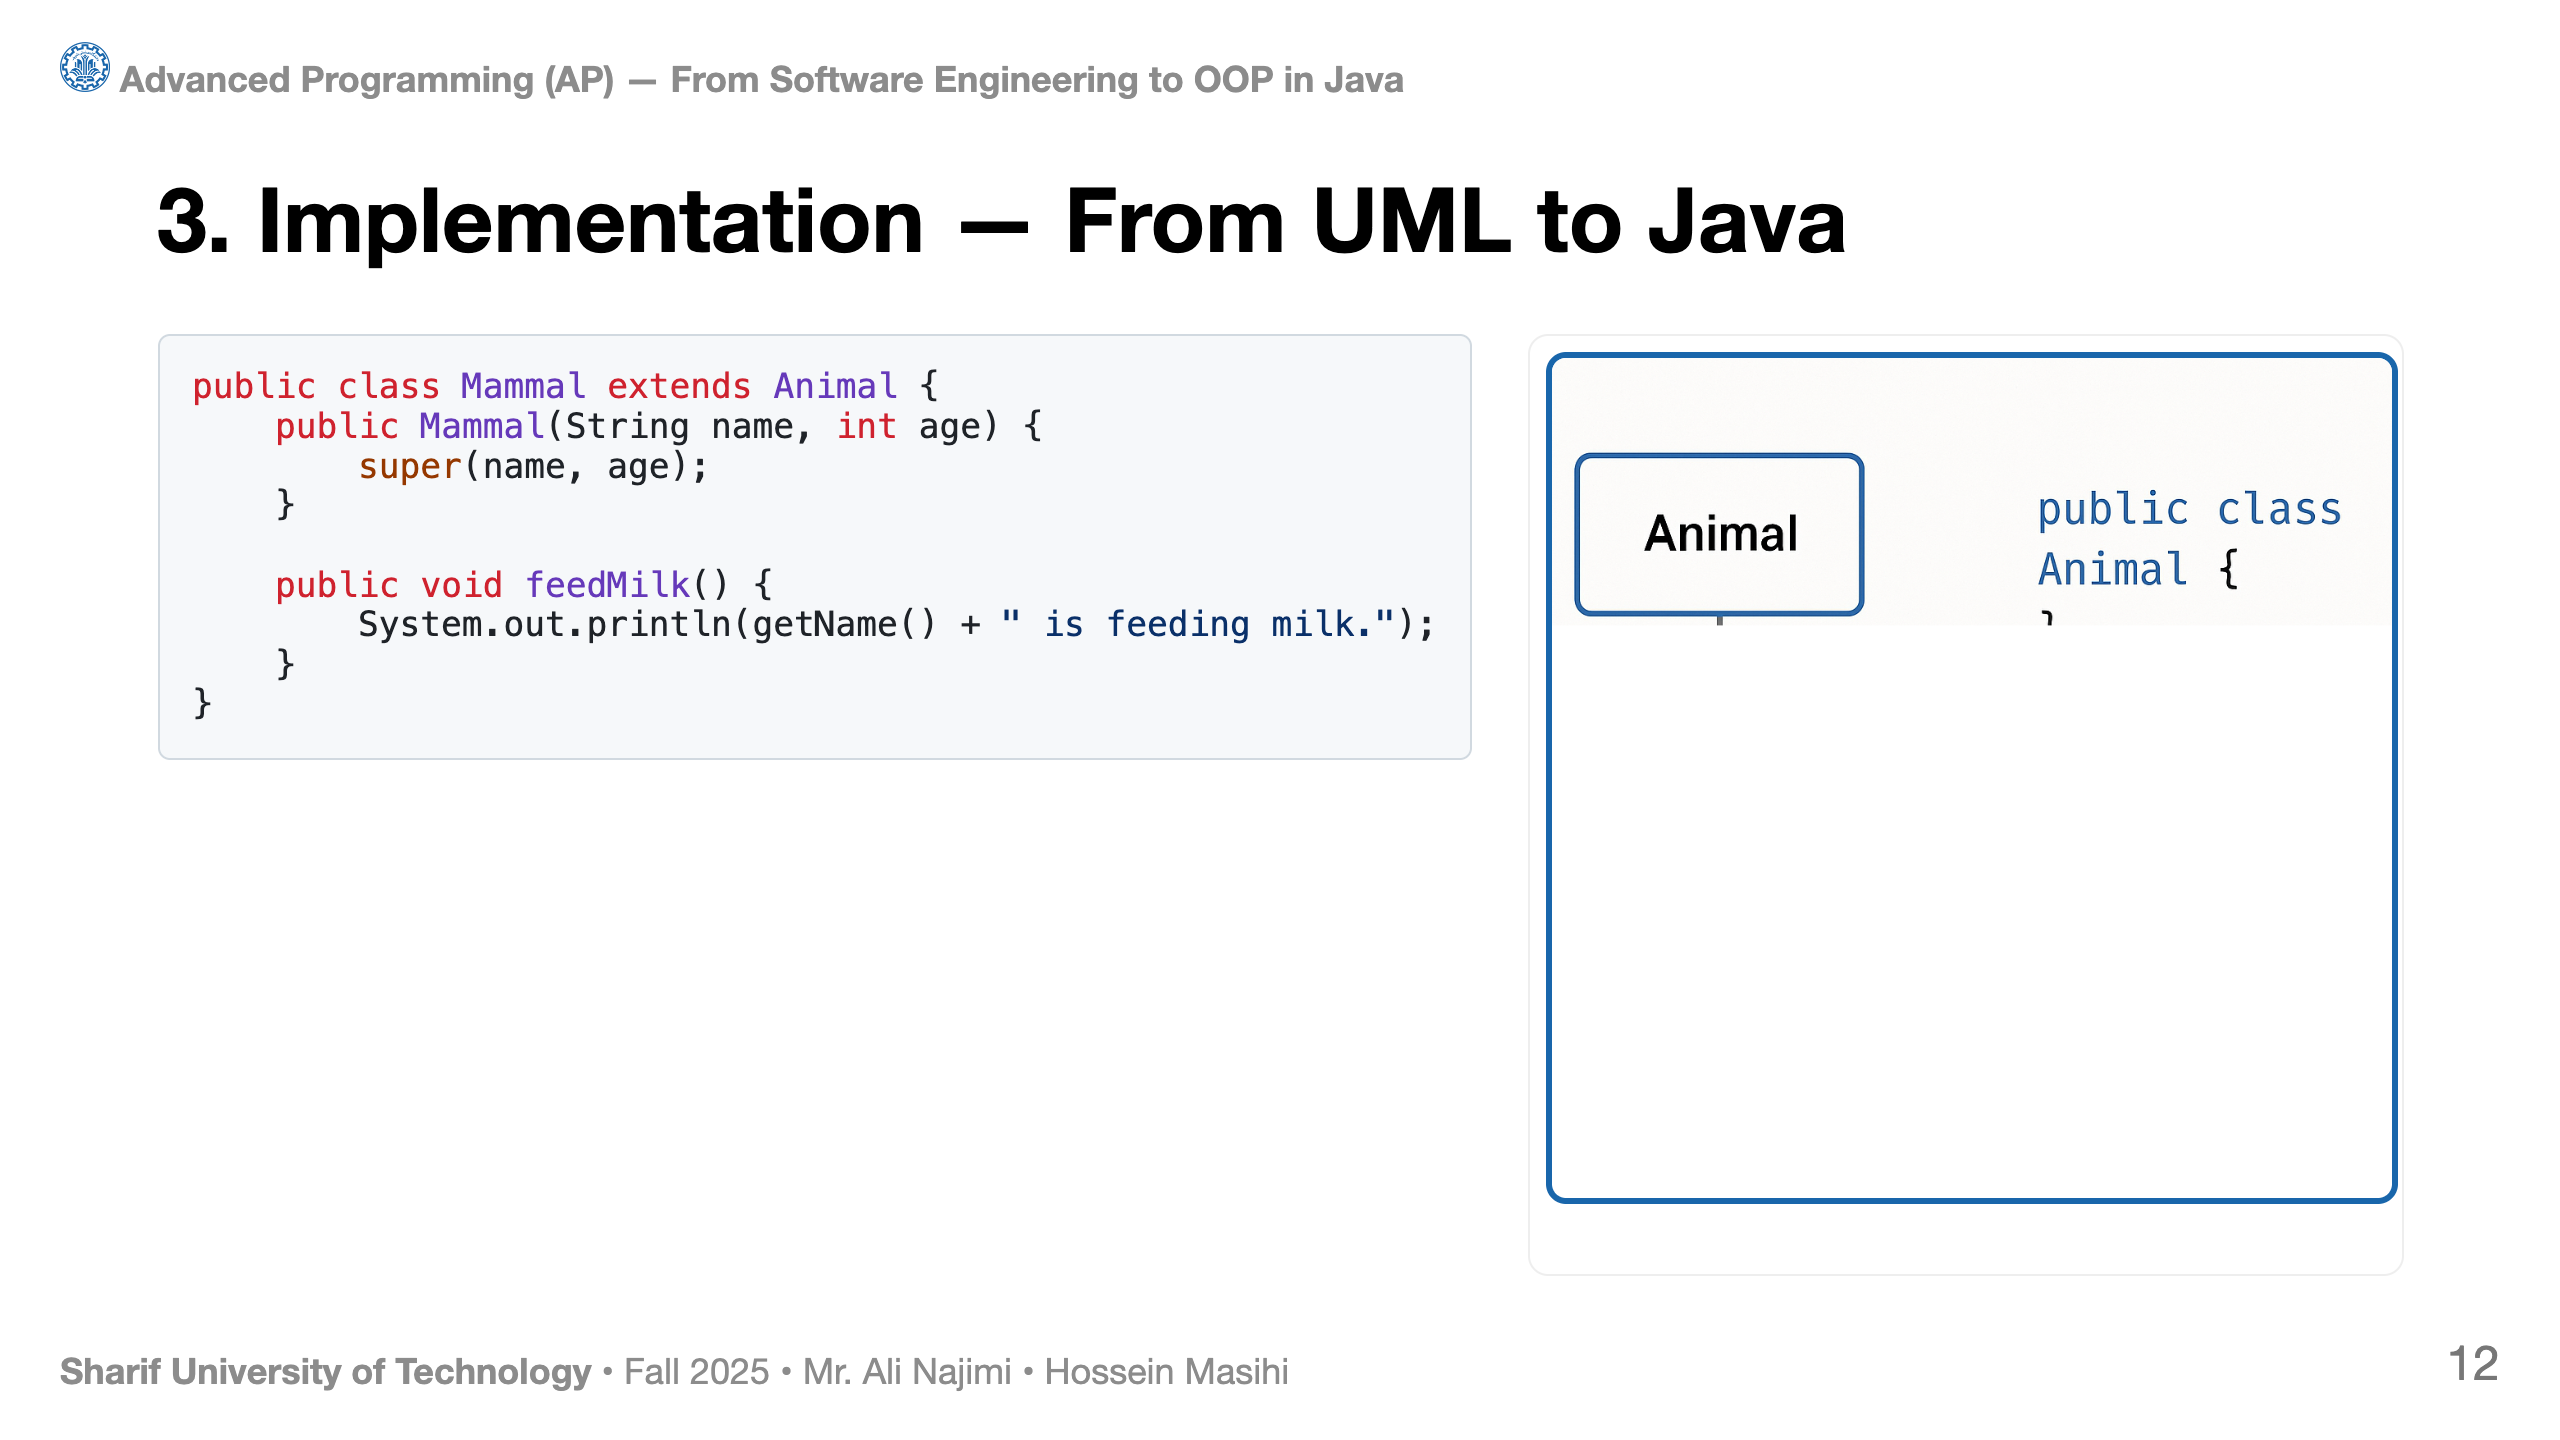 Advanced Programming (AP) — From Software Engineering to OOP in Java
3. Implementation — From UML to Java
public class Mammal extends Animal {
    public Mammal(String name, int age) {
        super(name, age);
    }

    public void feedMilk() {
        System.out.println(getName() + " is feeding milk.");
    }
}
Animal
public class
Animal {
}
Sharif University of Technology • Fall 2025 • Mr. Ali Najimi • Hossein Masihi
12